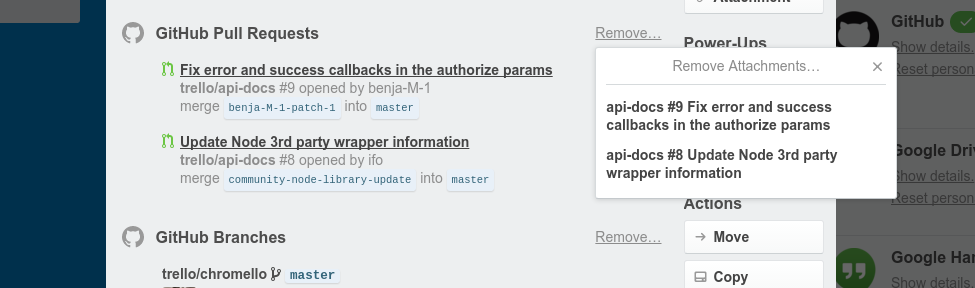 Attachment
GitHub Pull Requests
Remove…
Fix error and success callbacks in the authorize params
trello/api-docs #9 opened by benja-M-1
merge benja-M-1-patch-1 into master
Update Node 3rd party wrapper information
trello/api-docs #8 opened by ifo
merge community-node-library-update into master
GitHub Branches
Remove…
trello/chromello master
Power-Ups
Remove Attachments…
api-docs #9 Fix error and success
callbacks in the authorize params
api-docs #8 Update Node 3rd party
wrapper information
Actions
Move
Copy
GitHub
Show details.
Reset person
Google Dri
Show details.
Reset person
Google Han
Show details.